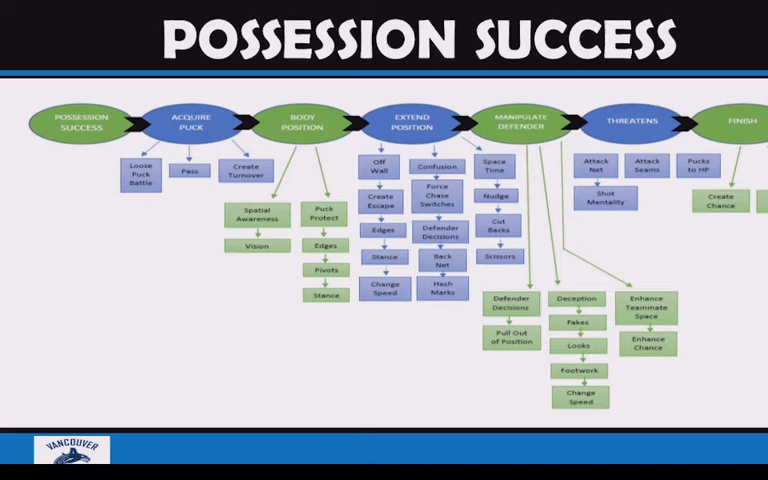 POSSESSION SUCCESS
POSSESSION
SUCCESS
ACQUIRE
PUCK
BODY
POSITION
EXTEND
POSITION
MANIPULATE
DEFENDER
THREATENS
FINISH
Loose
Puck
Battle
Pass
Create
Turnover
Spatial
Awareness
Vision
Puck
Protect
Edges
Pivots
Stance
Off
Wall
Create
Escape
Edges
Stance
Change
Speed
Confusion
Force
Chase
Switches
Defender
Decisions
Back
Net
Hash
Marks
Space
Time
Nudge
Cut
Backs
Scissors
Defender
Decisions
Pull Out
of Position
Deception
Fakes
Looks
Footwork
Change
Speed
Enhance
Teammate
Space
Enhance
Chance
Attack
Net
Attack
Seams
Pucks
to HP
Shot
Mentality
Create
Chance
VANCOUVER